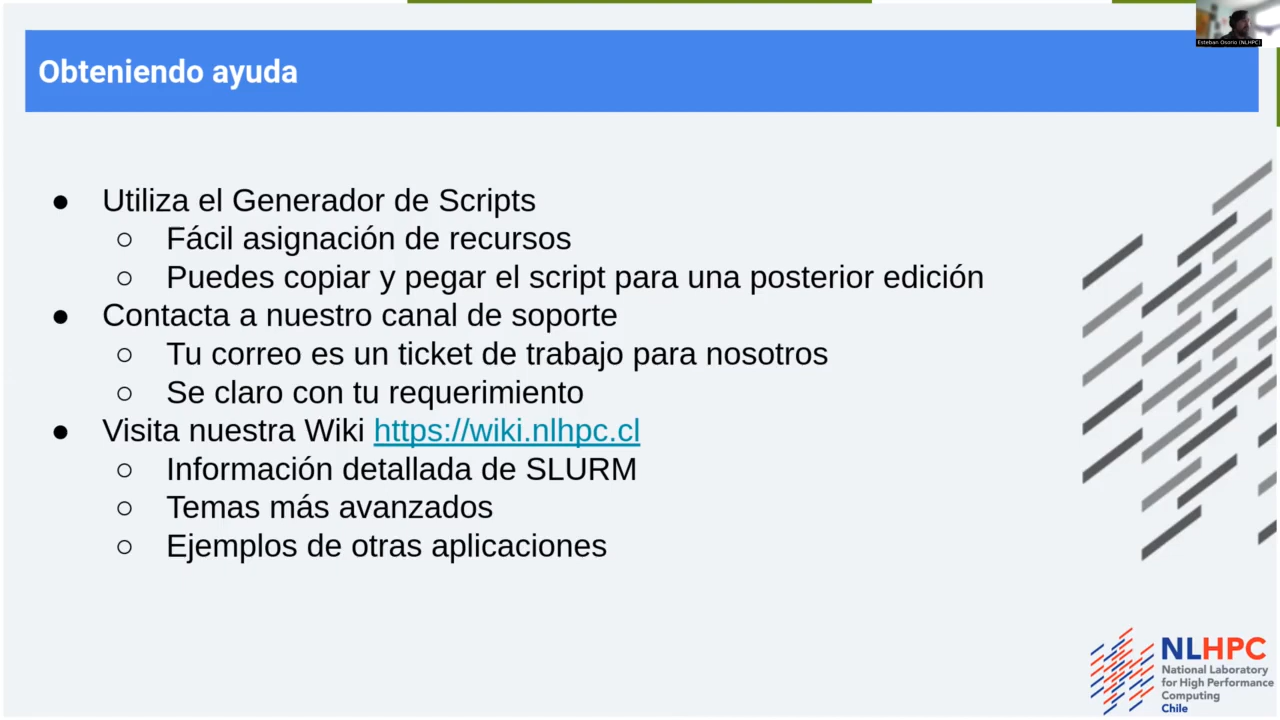 Esteban Osorio (NLHPC)
Obteniendo ayuda
● Utiliza el Generador de Scripts
○ Fácil asignación de recursos
○ Puedes copiar y pegar el script para una posterior edición
● Contacta a nuestro canal de soporte
○ Tu correo es un ticket de trabajo para nosotros
○ Se claro con tu requerimiento
● Visita nuestra Wiki https://wiki.nlhpc.cl
○ Información detallada de SLURM
○ Temas más avanzados
○ Ejemplos de otras aplicaciones
NLHPC
National Laboratory
for High Performance
Computing
Chile